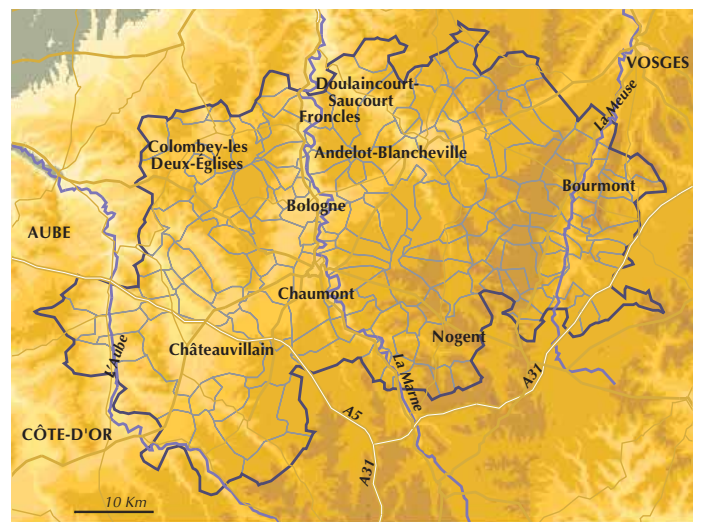 VOSGES
Doulaincourt-
Saucourt
Froncles
La Meuse
Colombey-les
Deux-Églises
Andelot-Blancheville
Bourmont
Bologne
AUBE
Chaumont
Nogent
Châteauvillain
L'Aube
La Marne
A31
A5
CÔTE-D'OR
A31
10 Km